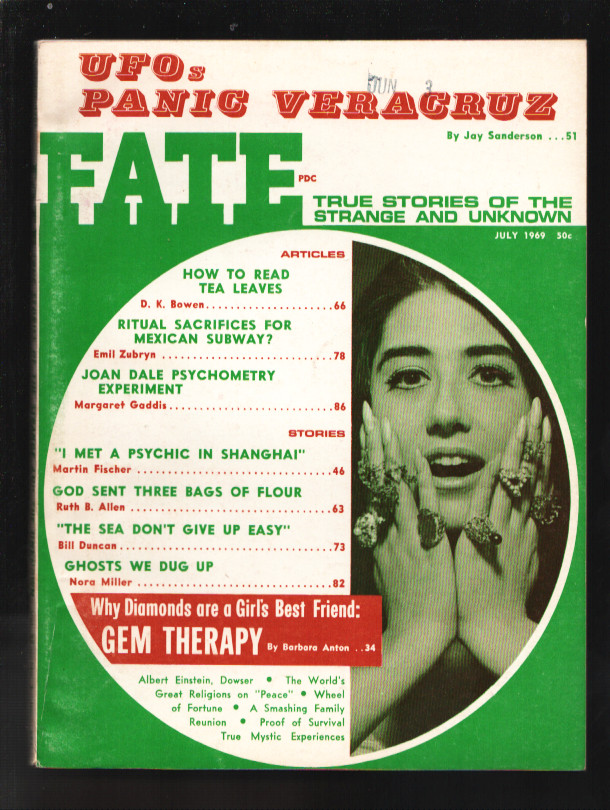 UFOs
PANIC VERACRUZ
JUN 3
By Jay Sanderson ...51
FATE
PDC
TRUE STORIES OF THE
STRANGE AND UNKNOWN
JULY 1969 50c
ARTICLES
HOW TO READ
TEA LEAVES
D. K. Bowen.......................66
RITUAL SACRIFICES FOR
MEXICAN SUBWAY?
Emil Zubryn ..............................78
JOAN DALE PSYCHOMETRY
EXPERIMENT
Margaret Gaddis.............................86
STORIES
"I MET A PSYCHIC IN SHANGHAI"
Martin Fischer ..................................46
GOD SENT THREE BAGS OF FLOUR
Ruth B. Allen ...................................63
"THE SEA DON'T GIVE UP EASY"
Bill Duncan.....................................73
GHOSTS WE DUG UP
Nora Miller ...................................82
Why Diamonds are a Girl's Best Friend:
GEM THERAPY By Barbara Anton ..34
Albert Einstein, Dowser • The World's
Great Religions on "Peace" • Wheel
of Fortune • A Smashing Family
Reunion • Proof of Survival
True Mystic Experiences